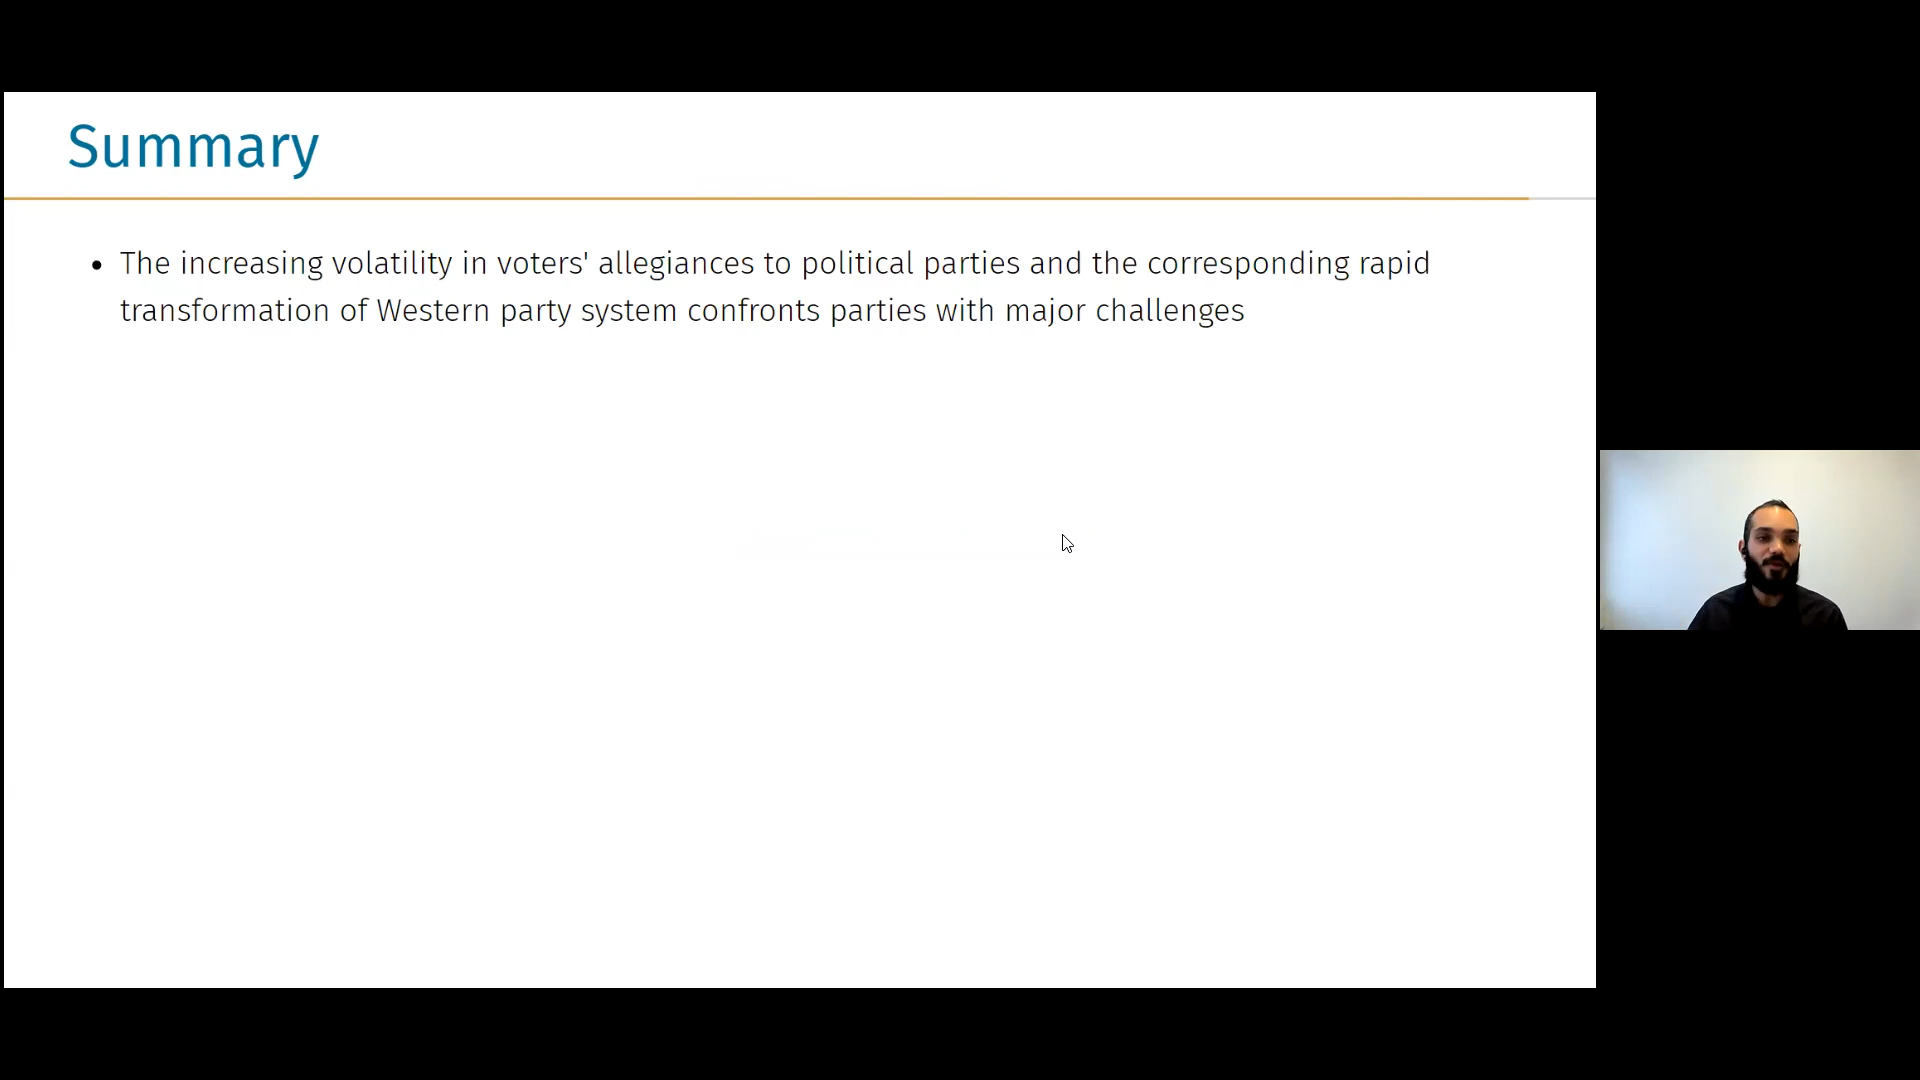 Summary
• The increasing volatility in voters' allegiances to political parties and the corresponding rapid
transformation of Western party system confronts parties with major challenges